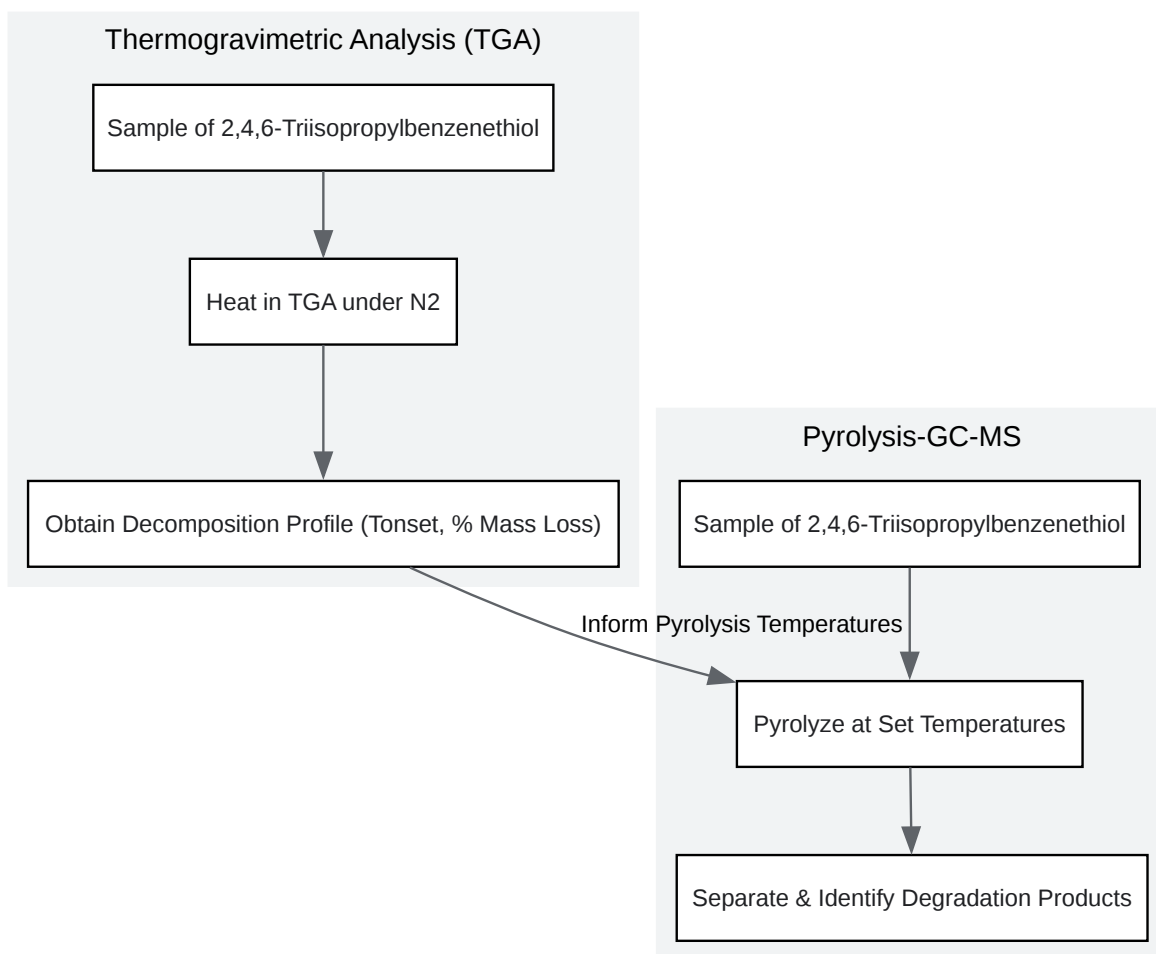 Thermogravimetric Analysis (TGA)
Sample of 2,4,6-Triisopropylbenzenethiol
Heat in TGA under N2
Obtain Decomposition Profile (Tonset, % Mass Loss)
Pyrolysis-GC-MS
Sample of 2,4,6-Triisopropylbenzenethiol
Inform Pyrolysis Temperatures
Pyrolyze at Set Temperatures
Separate & Identify Degradation Products